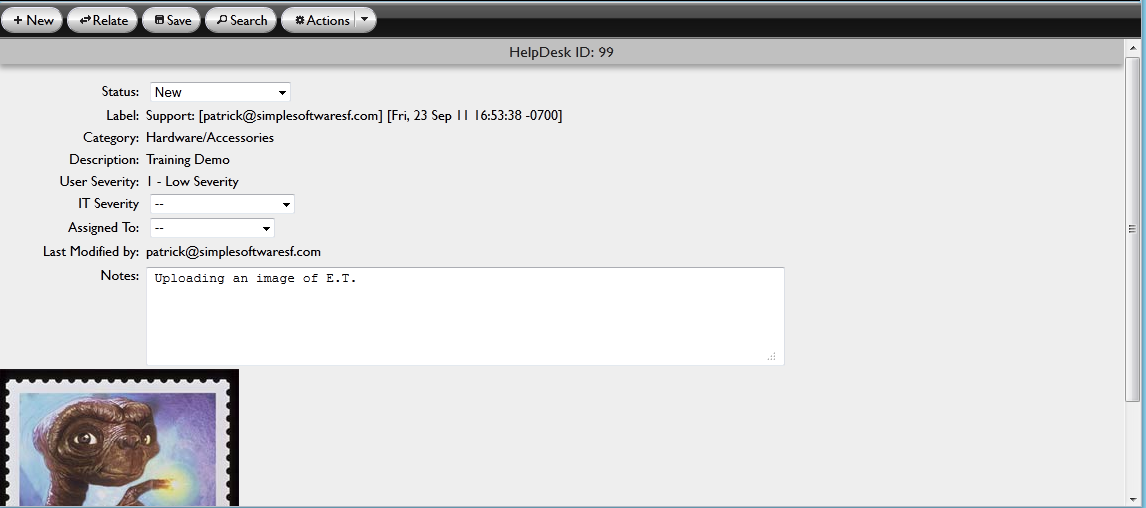 New Relate Save Search Actions
HelpDesk ID: 99
Status: New
Label: Support: [patrick@simplesoftwaresf.com] [Fri, 23 Sep 11 16:53:38 -0700]
Category: Hardware/Accessories
Description: Training Demo
User Severity: 1 - Low Severity
IT Severity --
Assigned To: --
Last Modified by: patrick@simplesoftwaresf.com
Notes: Uploading an image of E.T.